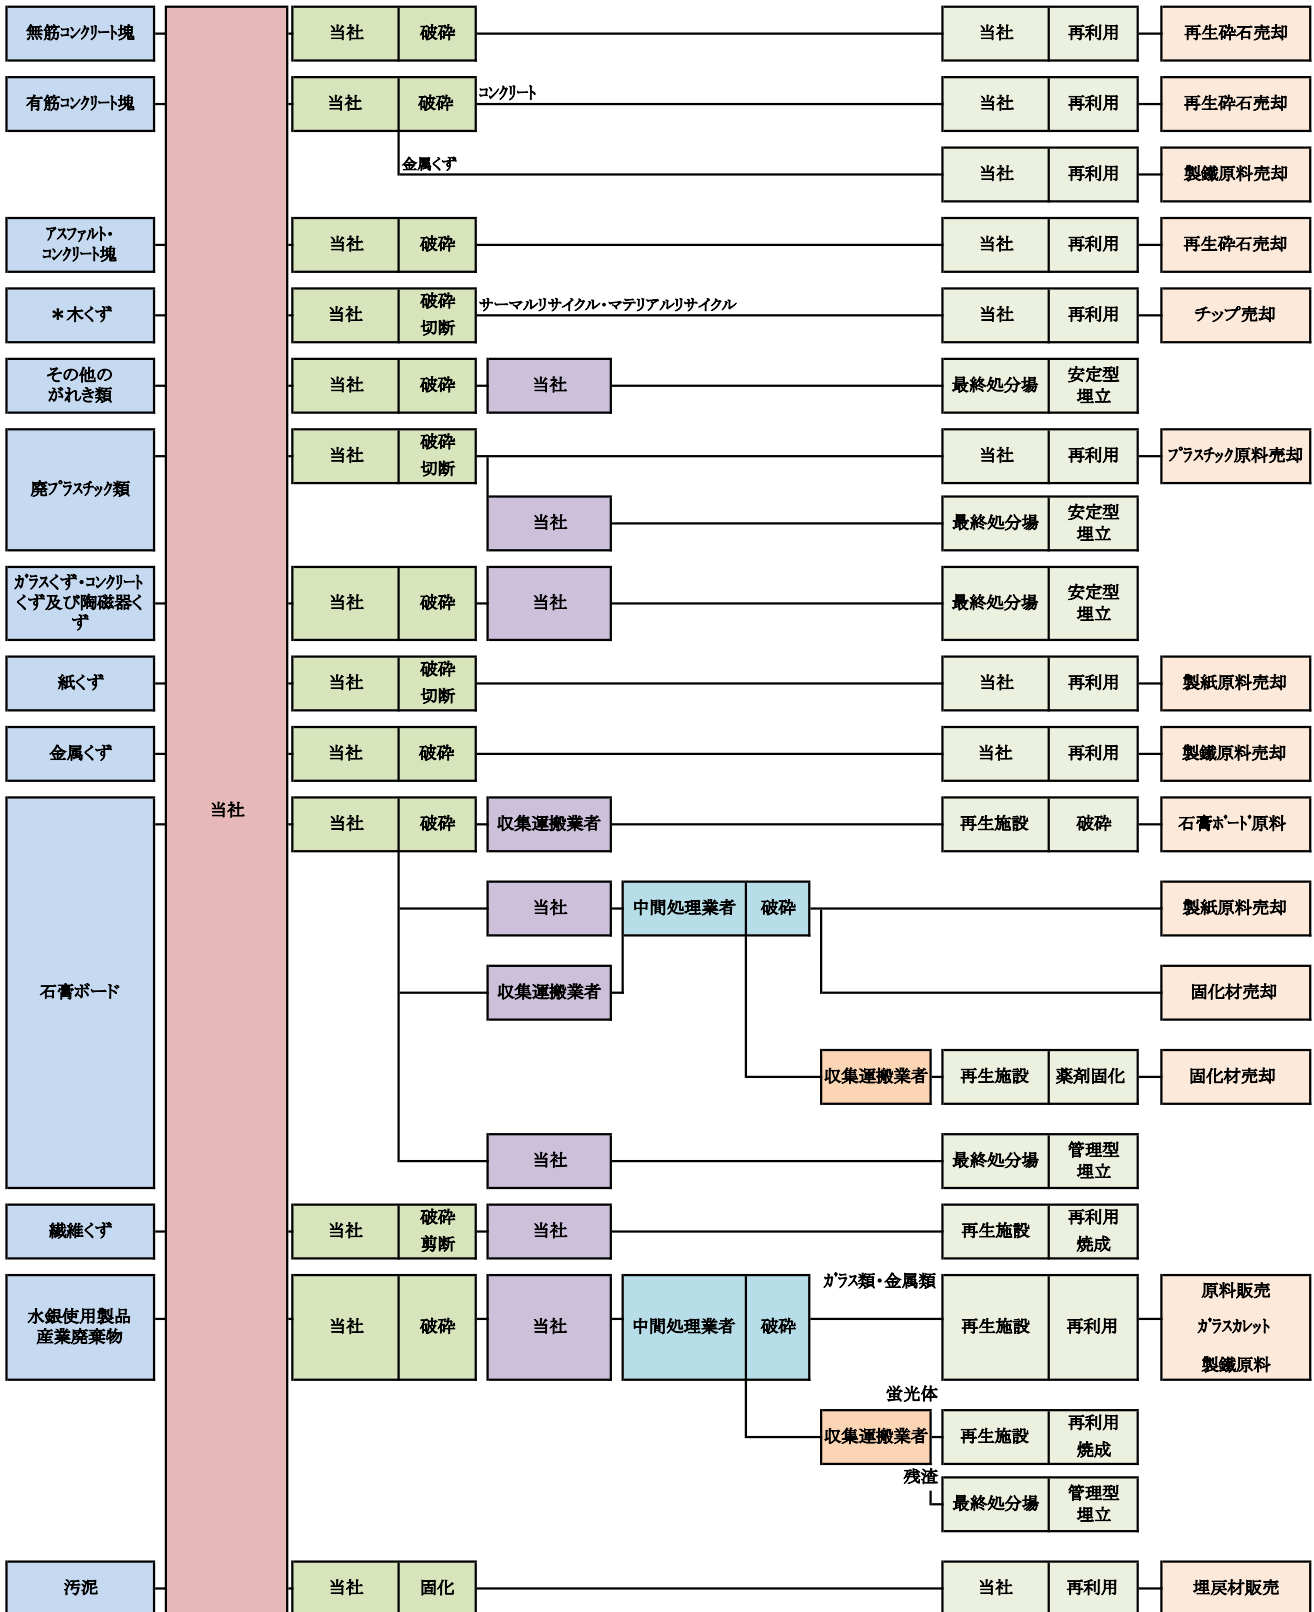 無筋コンクリート塊
当社
破砕
当社
再利用
再生砕石売却
有筋コンクリート塊
当社
破砕
コンクリート
当社
再利用
再生砕石売却
金属くず
当社
再利用
製鐵原料売却
アスファルト・
コンクリート塊
当社
破砕
当社
再利用
再生砕石売却
＊木くず
当社
破砕
切断
サーマルリサイクル・マテリアルリサイクル
当社
再利用
チップ売却
その他の
がれき類
当社
破砕
当社
最終処分場
安定型
埋立
廃プラスチック類
当社
破砕
切断
当社
再利用
プラスチック原料売却
当社
最終処分場
安定型
埋立
ガラスくず・コンクリート
くず及び陶磁器く
ず
当社
破砕
当社
最終処分場
安定型
埋立
紙くず
当社
破砕
切断
当社
再利用
製紙原料売却
金属くず
当社
破砕
当社
再利用
製鐵原料売却
当社
石膏ボード
当社
破砕
収集運搬業者
再生施設
破砕
石膏ボード原料
当社
中間処理業者
破砕
製紙原料売却
収集運搬業者
固化材売却
収集運搬業者
再生施設
薬剤固化
固化材売却
当社
最終処分場
管理型
埋立
繊維くず
当社
破砕
剪断
当社
再生施設
再利用
焼成
水銀使用製品
産業廃棄物
当社
破砕
当社
中間処理業者
破砕
ガラス類・金属類
再生施設
再利用
原料販売
ガラスカレット
製鐵原料
蛍光体
収集運搬業者
再生施設
再利用
焼成
残渣
最終処分場
管理型
埋立
汚泥
当社
固化
当社
再利用
埋戻材販売